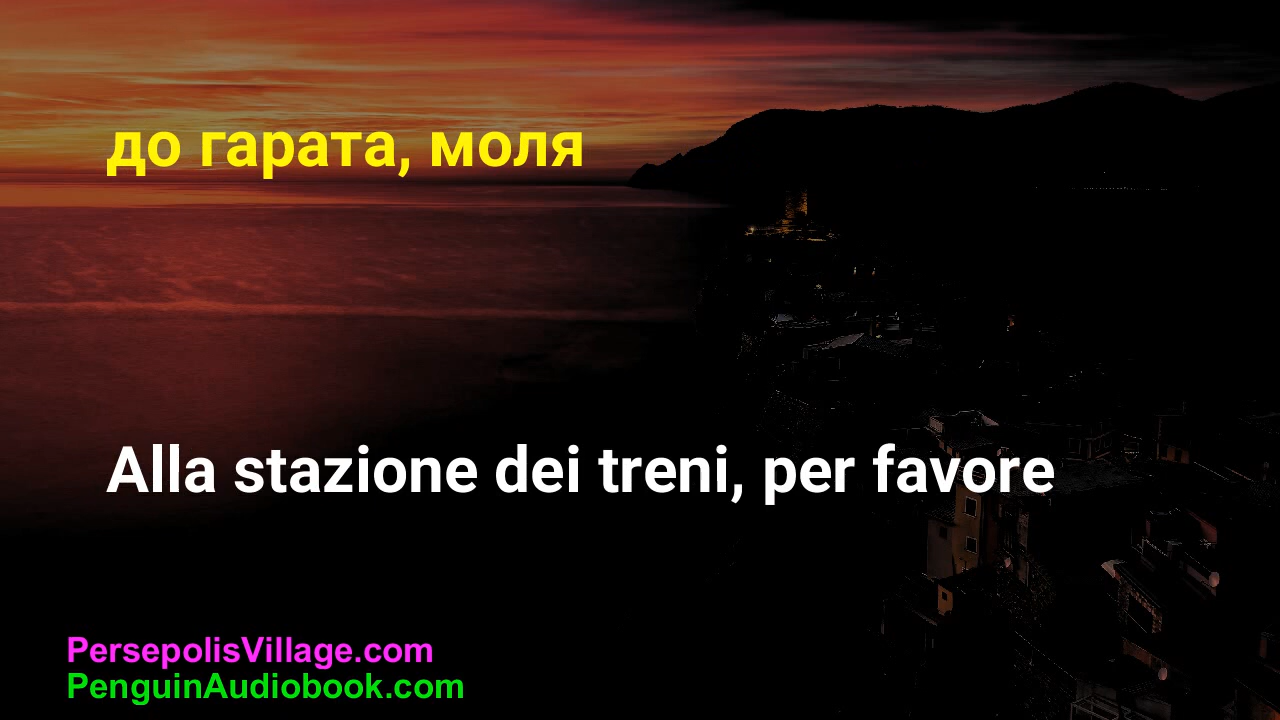 до гарата, моля
Alla stazione dei treni, per favore
PersepolisVillage.com
PenguinAudiobook.com